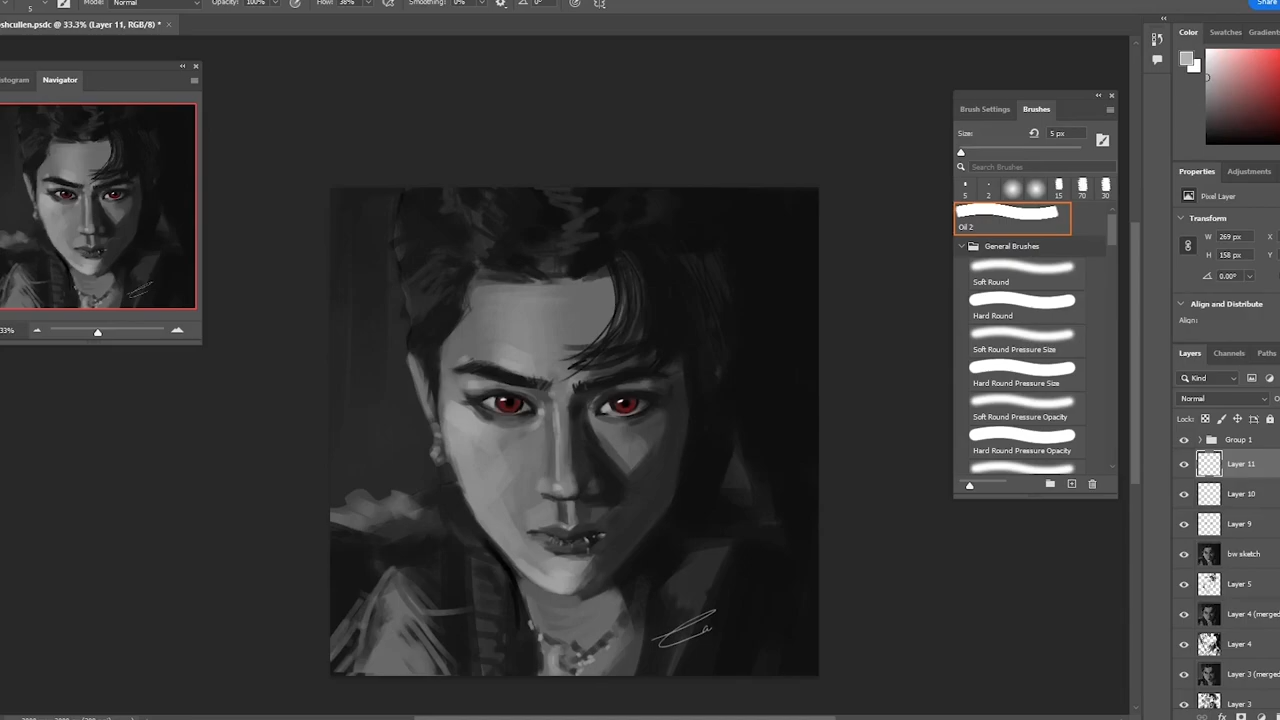 5 Mode: Normal Opacity: 100% Flow: 38% Smoothing: 0% 0° Share
shcullen.psdc @ 33.3% (Layer 11, RGB/8) * ×
Color Swatches Gradients
Navigator
Brush Settings Brushes
Size: 5 px
Search Brushes
5 2 15 70 30
Oil 2
General Brushes
Soft Round
Hard Round
Soft Round Pressure Size
Hard Round Pressure Size
Soft Round Pressure Opacity
Hard Round Pressure Opacity
Properties Adjustments
Pixel Layer
Transform
W 269 px X
H 158 px Y
0.00°
Align and Distribute
Align:
Layers Channels Paths
Kind
Normal
Locks:
Group 1
Layer 11
Layer 10
Layer 9
bw sketch
Layer 5
Layer 4 (merged
Layer 4
Layer 3 (merged
Layer 3
fx